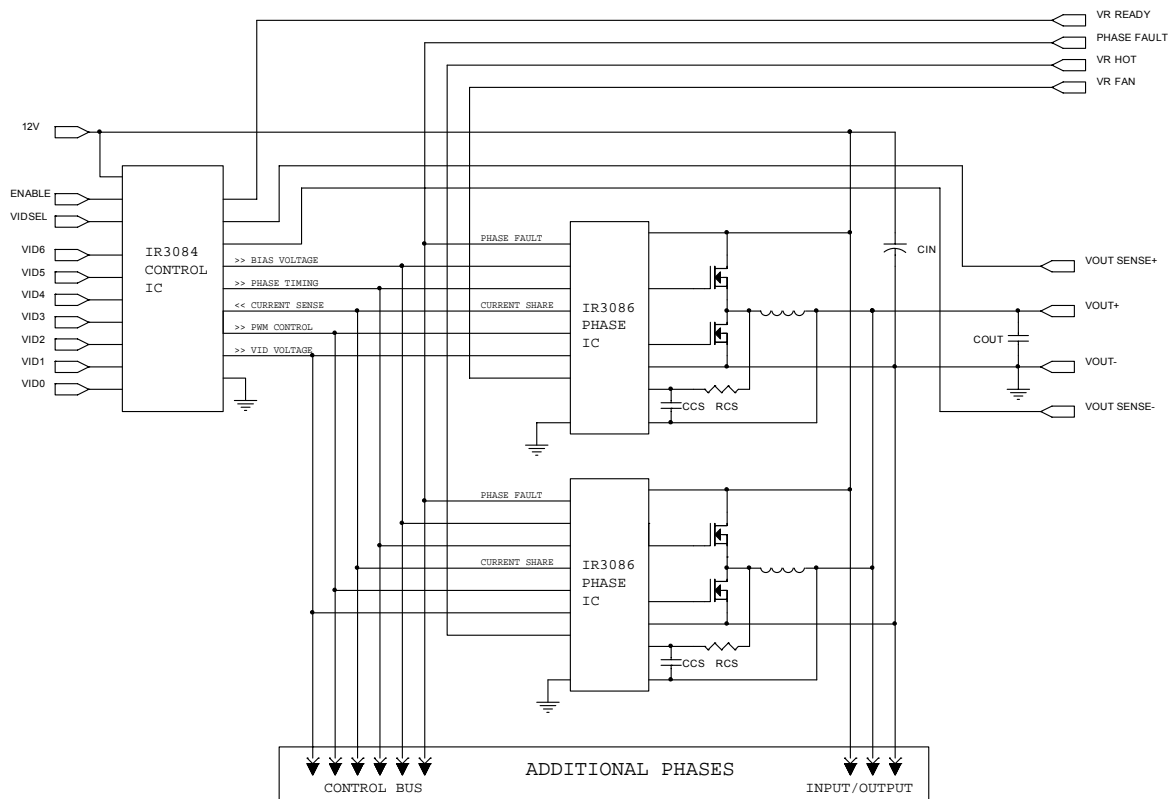 VR READY
PHASE FAULT
VR HOT
VR FAN
12V
ENABLE
VIDSEL
VID6
VID5
VID4
VID3
VID2
VID1
VID0
IR3084
CONTROL
IC
>> BIAS VOLTAGE
>> PHASE TIMING
<< CURRENT SENSE
>> PWM CONTROL
>> VID VOLTAGE
PHASE FAULT
CURRENT SHARE
IR3086
PHASE
IC
CCS RCS
CIN
COUT
VOUT SENSE+
VOUT+
VOUT-
VOUT SENSE-
PHASE FAULT
CURRENT SHARE
IR3086
PHASE
IC
CCS RCS
ADDITIONAL PHASES
CONTROL BUS
INPUT/OUTPUT